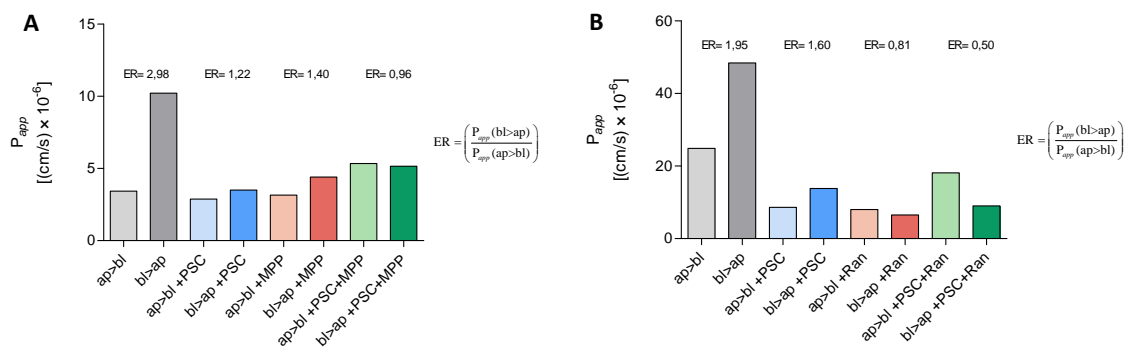 A
15
10
5
0
P_app
[(cm/s) × 10⁻⁶]
ER= 2,98
ER= 1,22
ER= 1,40
ER= 0,96
ap>bl
bl>ap
ap>bl +PSC
bl>ap +PSC
ap>bl +MPP
bl>ap +MPP
ap>bl +PSC+MPP
bl>ap +PSC+MPP
ER = (P_app (bl>ap) / P_app (ap>bl))
B
60
40
20
0
P_app
[(cm/s) × 10⁻⁶]
ER= 1,95
ER= 1,60
ER= 0,81
ER= 0,50
ap>bl
bl>ap
ap>bl +PSC
bl>ap +PSC
ap>bl +Ran
bl>ap +Ran
ap>bl +PSC+Ran
bl>ap +PSC+Ran
ER = (P_app (bl>ap) / P_app (ap>bl))